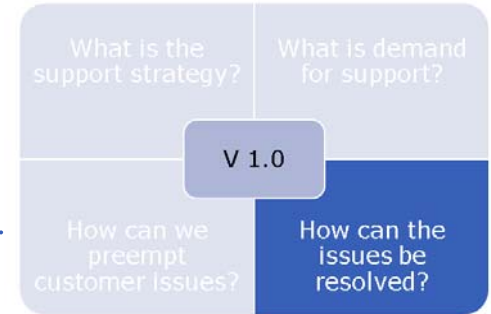 What is the
support strategy?
What is demand
for support?
V 1.0
How can we
preempt
customer issues?
How can the
issues be
resolved?